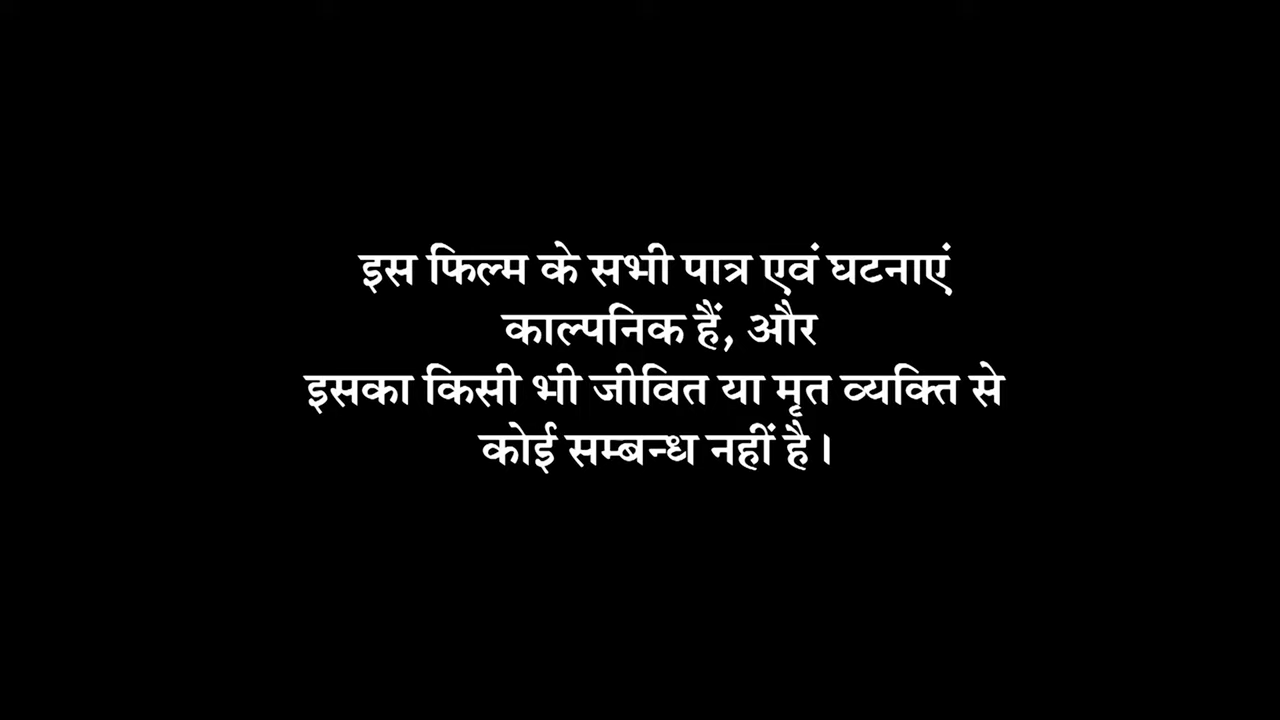 इस फिल्म के सभी पात्र एवं घटनाएं
काल्पनिक हैं, और
इसका किसी भी जीवित या मृत व्यक्ति से
कोई सम्बन्ध नहीं है।